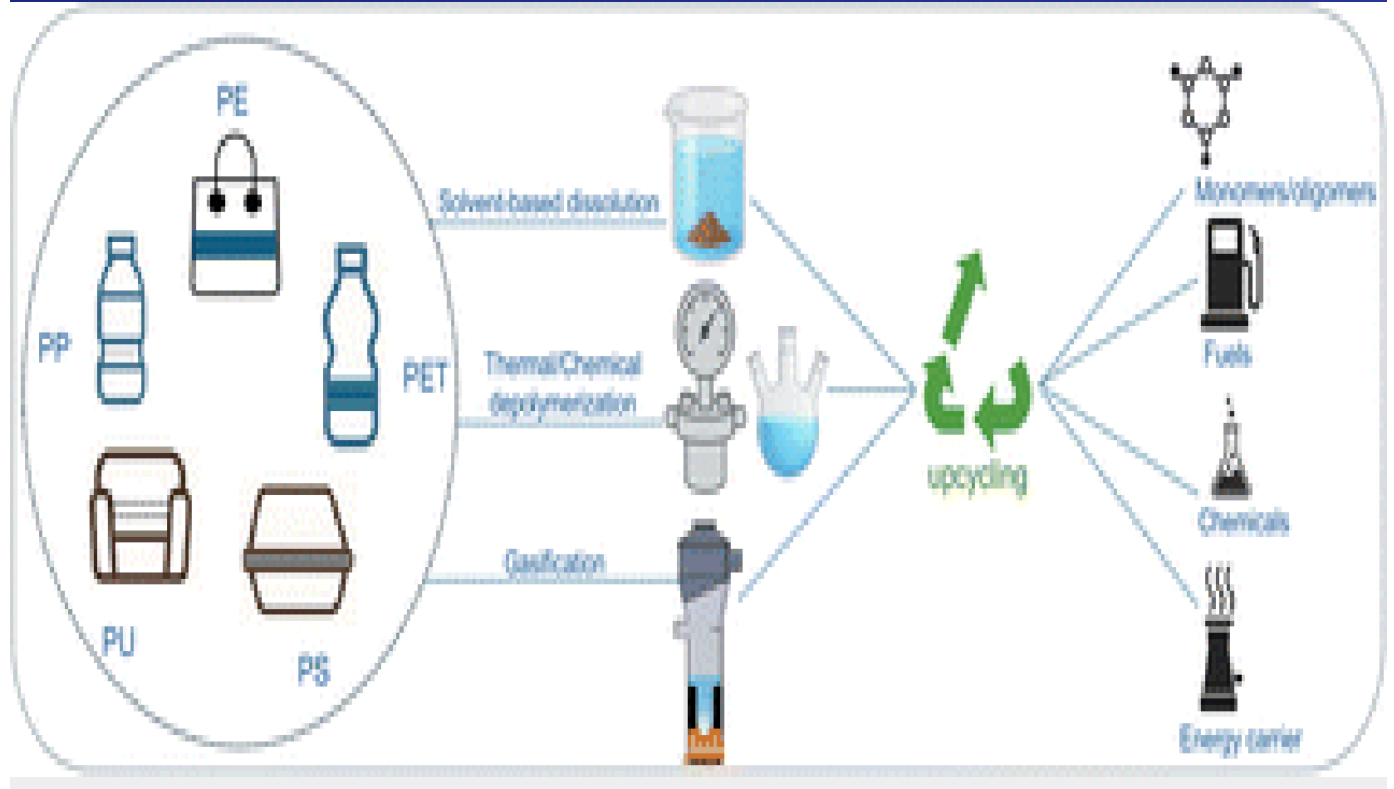 PE
PP
PET
PU
PS
Solvent-based dissolution
Thermal/Chemical
depolymerization
Gasification
upcycling
Monomers/oligomers
Fuels
Chemicals
Energy carrier